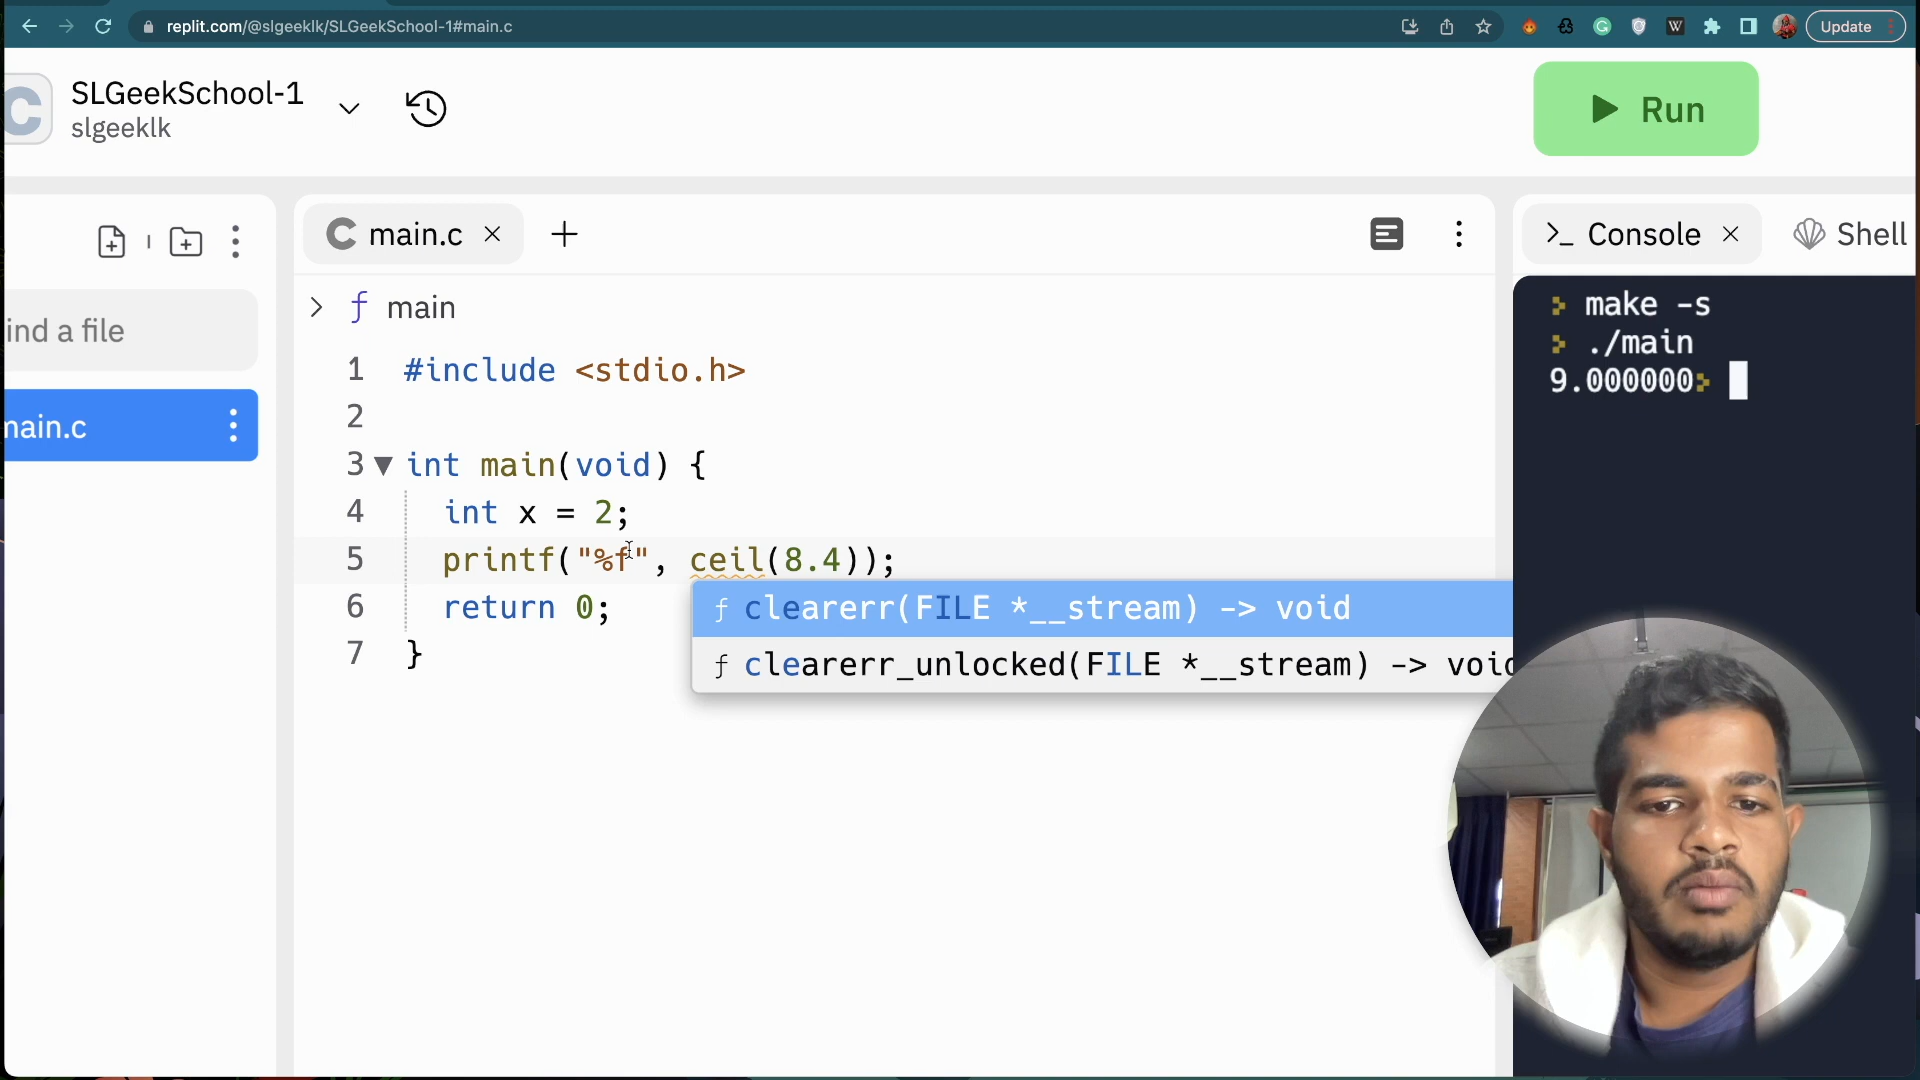 replit.com/@slgeeklk/SLGeekSchool-1#main.c
Update
C
SLGeekSchool-1
slgeeklk
Run
main.c
Console
Shell
main
ind a file
main.c
1 #include <stdio.h>
2
3 int main(void) {
4 int x = 2;
5 printf("%f", ceil(8.4));
6 return 0;
7 }
clearerr(FILE *__stream) -> void
clearerr_unlocked(FILE *__stream) -> void
make -s
./main
9.000000